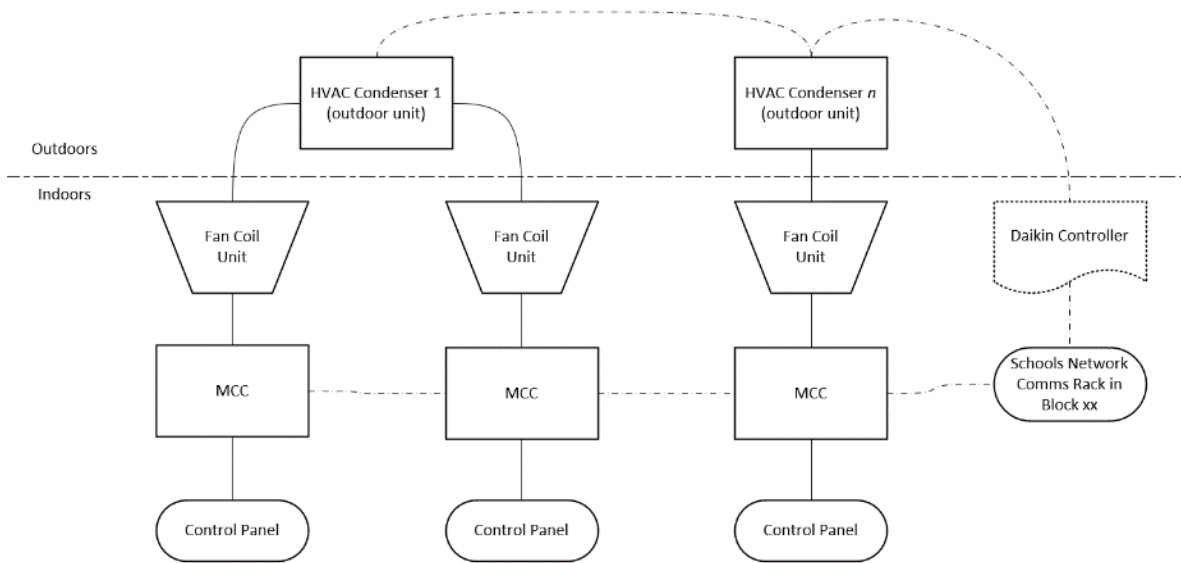 HVAC Condenser 1
(outdoor unit)
HVAC Condenser n
(outdoor unit)
Outdoors
Indoors
Fan Coil
Unit
Fan Coil
Unit
Fan Coil
Unit
Daikin Controller
MCC
MCC
MCC
Schools Network
Comms Rack in
Block xx
Control Panel
Control Panel
Control Panel